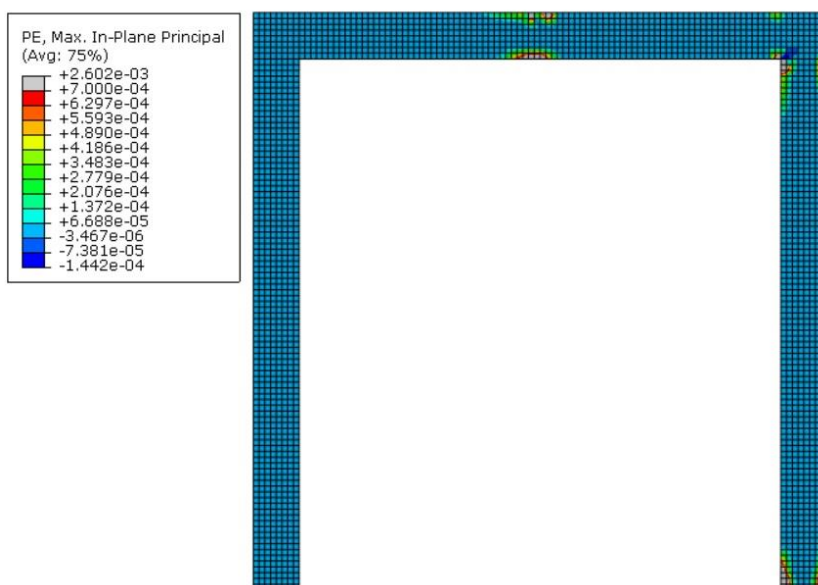 PE, Max. In-Plane Principal
(Avg: 75%)
+2.602e-03
+7.000e-04
+6.297e-04
+5.593e-04
+4.890e-04
+4.186e-04
+3.483e-04
+2.779e-04
+2.076e-04
+1.372e-04
+6.688e-05
-3.467e-06
-7.381e-05
-1.442e-04